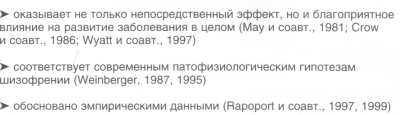 ➤ оказывает не только непосредственный эффект, но и благоприятное
влияние на развитие заболевания в целом (May и соавт., 1981; Crow
и соавт., 1986; Wyatt и соавт., 1997)
➤ соответствует современным патофизиологическим гипотезам
шизофрении (Weinberger, 1987, 1995)
➤ обосновано эмпирическими данными (Rapoport и соавт., 1997, 1999)